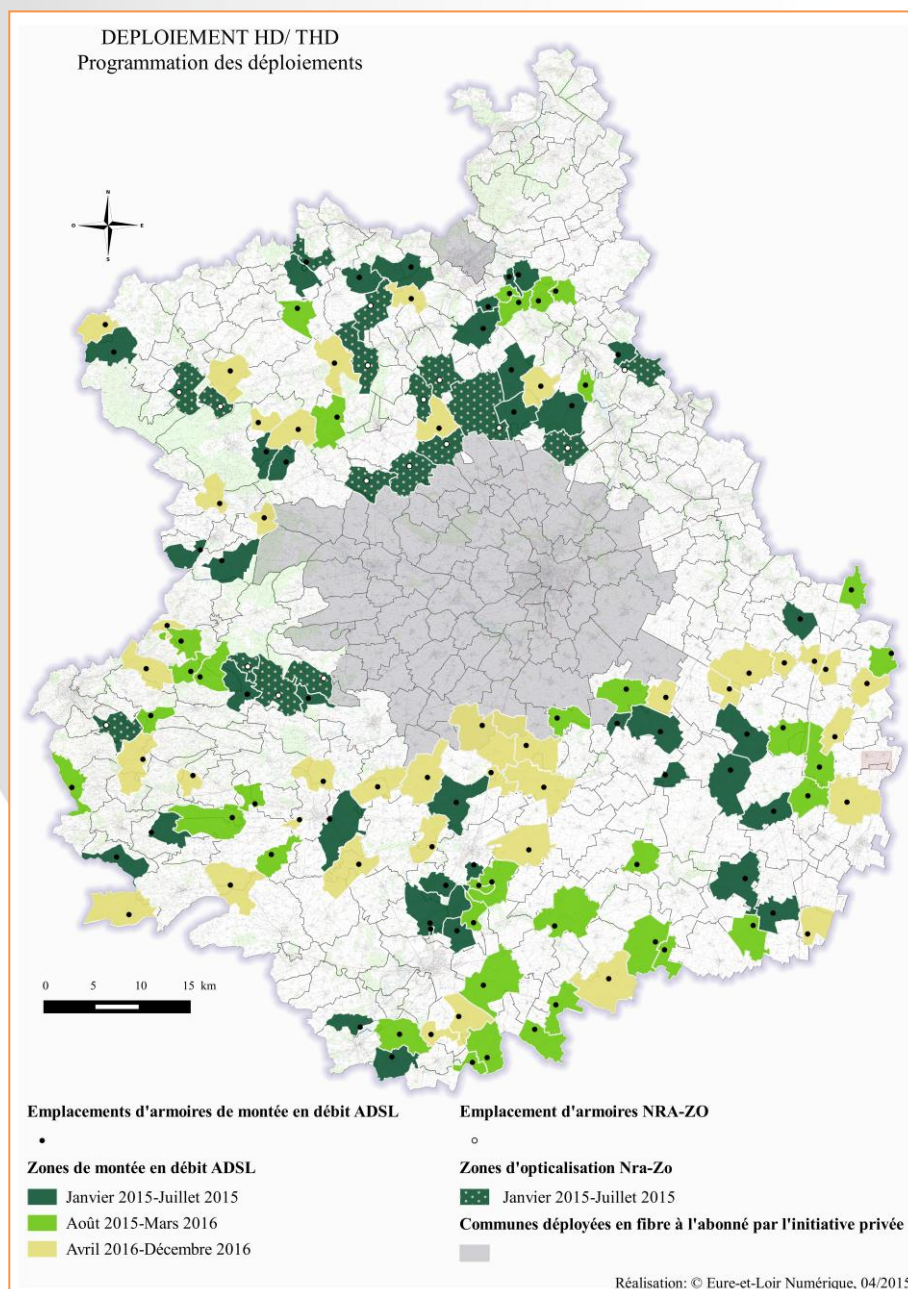 DEPLOIEMENT HD/ THD
Programmation des déploiements
N
O
E
S
0 5 10 15 km
Emplacements d'armoires de montée en débit ADSL
Zones de montée en débit ADSL
Janvier 2015-Juillet 2015
Août 2015-Mars 2016
Avril 2016-Décembre 2016
Emplacement d'armoires NRA-ZO
Zones d'opticalisation Nra-Zo
Janvier 2015-Juillet 2015
Communes déployées en fibre à l'abonné par l'initiative privée
Réalisation: © Eure-et-Loir Numérique, 04/2015